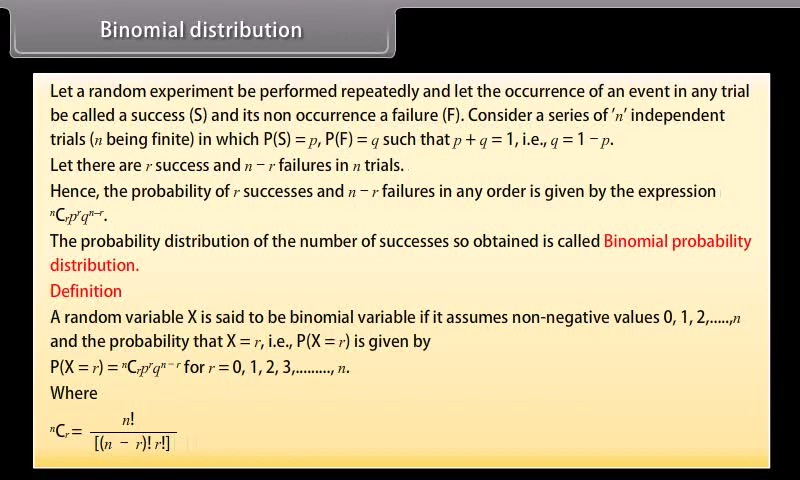 Binomial distribution
Let a random experiment be performed repeatedly and let the occurrence of an event in any trial
be called a success (S) and its non occurrence a failure (F). Consider a series of 'n' independent
trials (n being finite) in which P(S) = p, P(F) = q such that p + q = 1, i.e., q = 1 – p.
Let there are r success and n – r failures in n trials.
Hence, the probability of r successes and n – r failures in any order is given by the expression
ⁿCᵣpʳqⁿ⁻ʳ.
The probability distribution of the number of successes so obtained is called Binomial probability
distribution.
Definition
A random variable X is said to be binomial variable if it assumes non-negative values 0, 1, 2,.....,n
and the probability that X = r, i.e., P(X = r) is given by
P(X = r) = ⁿCᵣpʳqⁿ⁻ʳ for r = 0, 1, 2, 3,........., n.
Where
ⁿCᵣ = n!
[(n – r)! r!]